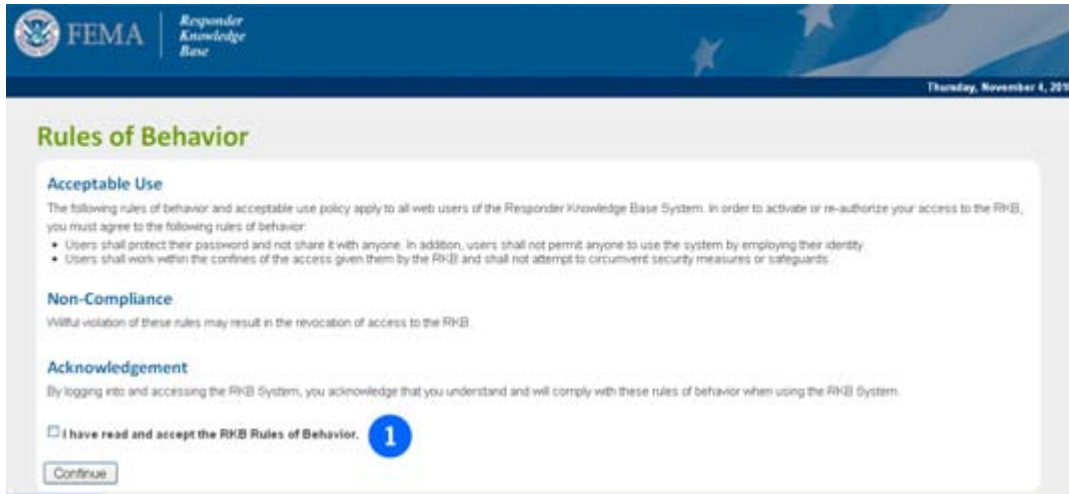 FEMA
Responder
Knowledge
Base
Thursday, November 4, 201
Rules of Behavior
Acceptable Use
The following rules of behavior and acceptable use policy apply to all web users of the Responder Knowledge Base System. In order to activate or re-authorize your access to the RKB,
you must agree to the following rules of behavior:
• Users shall protect their password and not share it with anyone. In addition, users shall not permit anyone to use the system by employing their identity.
• Users shall work within the confines of the access given them by the RKB and shall not attempt to circumvent security measures or safeguards.
Non-Compliance
Willful violation of these rules may result in the revocation of access to the RKB.
Acknowledgement
By logging into and accessing the RKB System, you acknowledge that you understand and will comply with these rules of behavior when using the RKB System.
I have read and accept the RKB Rules of Behavior.
1
Continue